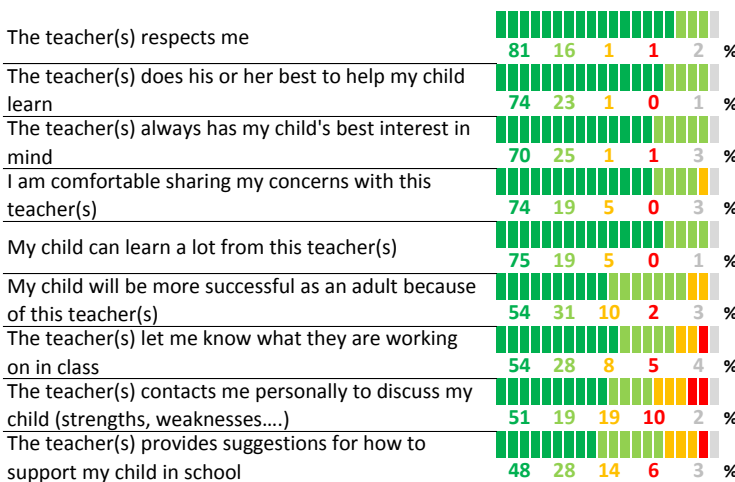 The teacher(s) respects me
81 16 1 1 2 %
The teacher(s) does his or her best to help my child
learn
74 23 1 0 1 %
The teacher(s) always has my child's best interest in
mind
70 25 1 1 3 %
I am comfortable sharing my concerns with this
teacher(s)
74 19 5 0 3 %
My child can learn a lot from this teacher(s)
75 19 5 0 1 %
My child will be more successful as an adult because
of this teacher(s)
54 31 10 2 3 %
The teacher(s) let me know what they are working
on in class
54 28 8 5 4 %
The teacher(s) contacts me personally to discuss my
child (strengths, weaknesses....)
51 19 19 10 2 %
The teacher(s) provides suggestions for how to
support my child in school
48 28 14 6 3 %